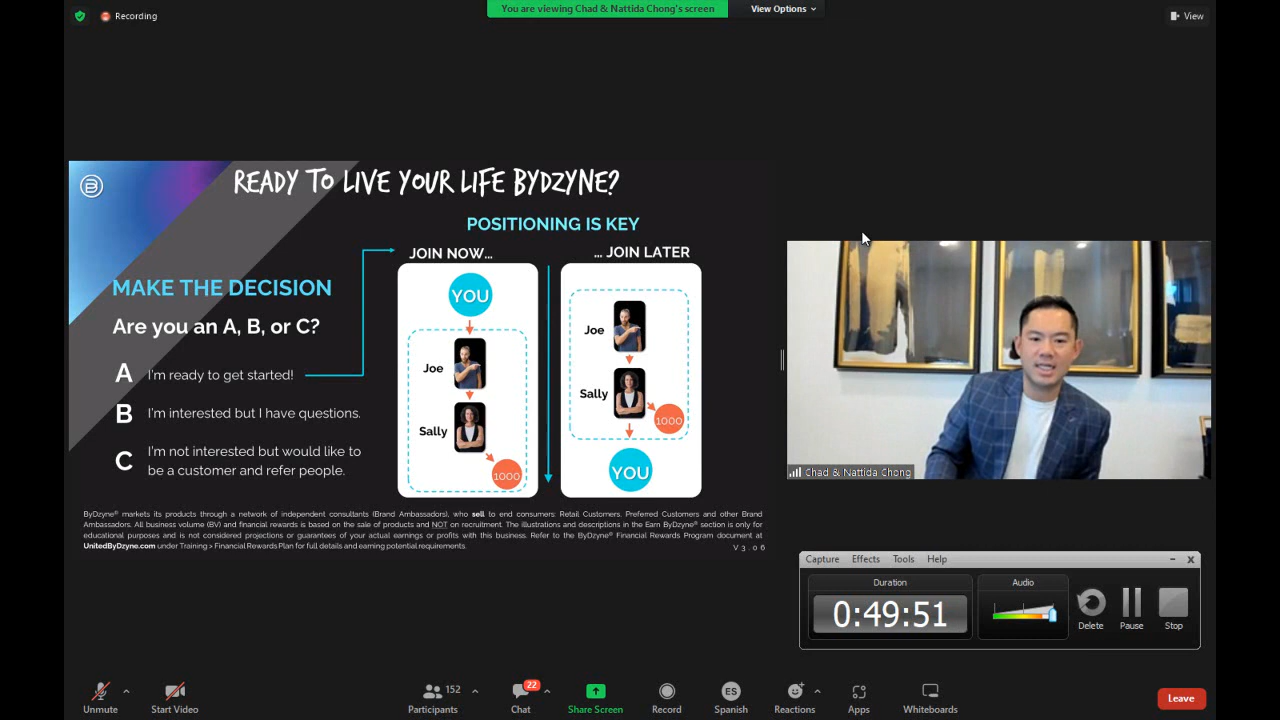 Recording
You are viewing Chad & Nattida Chong's screen
View Options
View
READY TO LIVE YOUR LIFE BYDZYNE?
POSITIONING IS KEY
JOIN NOW...
... JOIN LATER
MAKE THE DECISION
Are you an A, B, or C?
A I'm ready to get started!
B I'm interested but I have questions.
C I'm not interested but would like to
be a customer and refer people.
YOU
Joe
Sally
1000
Joe
Sally
1000
YOU
ByDzyne® markets its products through a network of independent consultants (Brand Ambassadors), who sell to end consumers: Retail Customers, Preferred Customers and other Brand
Ambassadors. All business volume (BV) and financial rewards is based on the sale of products and NOT on recruitment. The illustrations and descriptions in the Earn ByDzyne® section is only for
educational purposes and is not considered projections or guarantees of your actual earnings or profits with this business. Refer to the ByDzyne® Financial Rewards Program document at
UnitedByDzyne.com under Training > Financial Rewards Plan for full details and earning potential requirements.
V3.06
Chad & Nattida Chong
Capture Effects Tools Help
Duration
0:49:51
Audio
Delete
Pause
Stop
Unmute
Start Video
152
Participants
22
Chat
Share Screen
Record
ES
Spanish
Reactions
Apps
Whiteboards
Leave